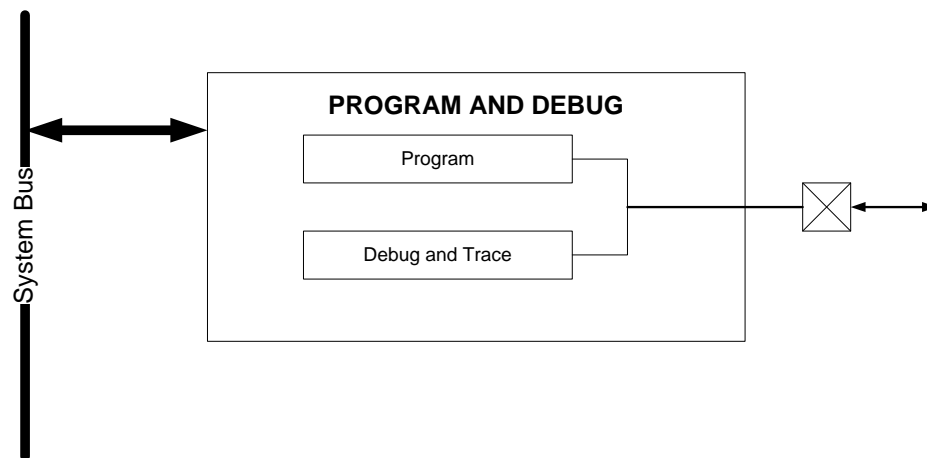 System Bus
PROGRAM AND DEBUG
Program
Debug and Trace